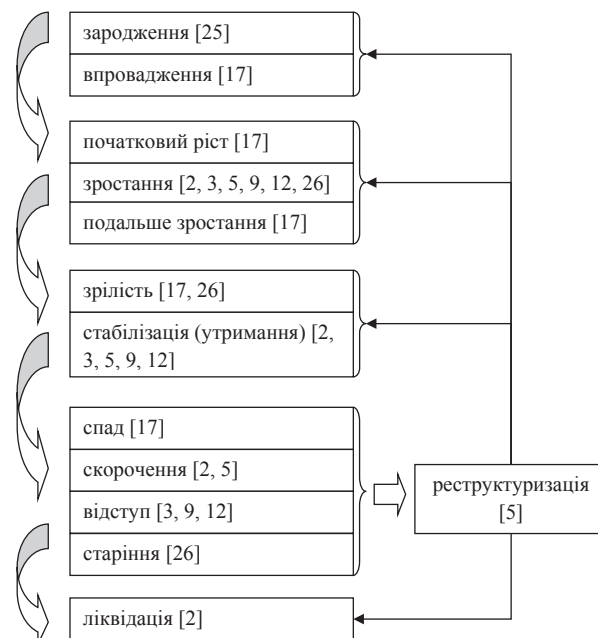 зародження [25]
впровадження [17]
початковий ріст [17]
зростання [2, 3, 5, 9, 12, 26]
подальше зростання [17]
зрілість [17, 26]
стабілізація (утримання) [2,
3, 5, 9, 12]
спад [17]
скорочення [2, 5]
відступ [3, 9, 12]
старіння [26]
реструктуризація
[5]
ліквідація [2]